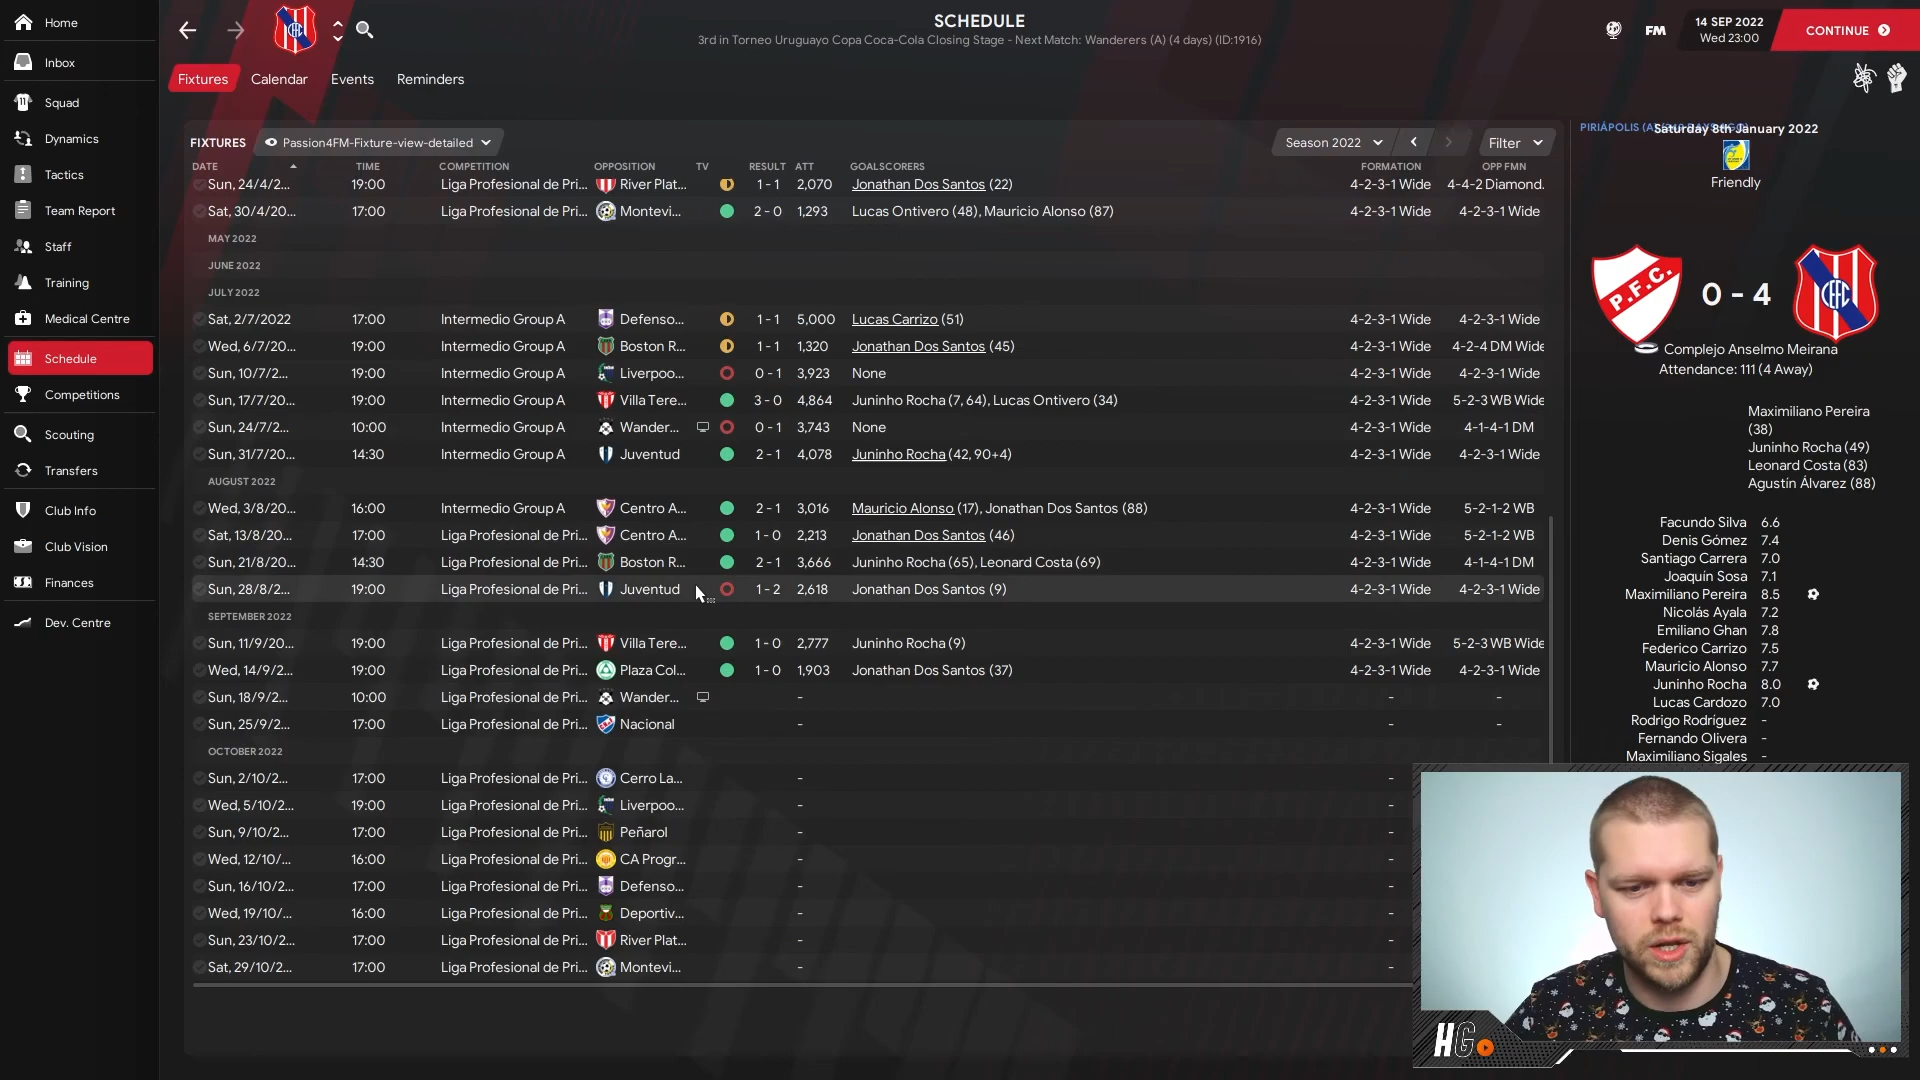 Home
Inbox
Squad
Dynamics
Tactics
Team Report
Staff
Training
Medical Centre
Schedule
Competitions
Scouting
Transfers
Club Info
Club Vision
Finances
Dev. Centre
SCHEDULE
3rd in Torneo Uruguayo Copa Coca-Cola Closing Stage - Next Match: Wanderers (A) (4 days) (ID:1916)
FM
14 SEP 2022
Wed 23:00
CONTINUE
Fixtures Calendar Events Reminders
FIXTURES Passion4FM-Fixture-view-detailed Season 2022 Filter
DATE TIME COMPETITION OPPOSITION TV RESULT ATT GOALSCORERS FORMATION OPP FMN
Sun, 24/4/2... 19:00 Liga Profesional de Pri... River Plat... 1 - 1 2,070 Jonathan Dos Santos (22) 4-2-3-1 Wide 4-4-2 Diamond.
Sat, 30/4/20... 17:00 Liga Profesional de Pri... Montevi... 2 - 0 1,293 Lucas Ontivero (48), Mauricio Alonso (87) 4-2-3-1 Wide 4-2-3-1 Wide
MAY 2022
JUNE 2022
JULY 2022
Sat, 2/7/2022 17:00 Intermedio Group A Defenso... 1 - 1 5,000 Lucas Carrizo (51) 4-2-3-1 Wide 4-2-3-1 Wide
Wed, 6/7/20... 19:00 Intermedio Group A Boston R... 1 - 1 1,320 Jonathan Dos Santos (45) 4-2-3-1 Wide 4-2-4 DM Wide
Sun, 10/7/2... 19:00 Intermedio Group A Liverpoo... 0 - 1 3,923 None 4-2-3-1 Wide 4-2-3-1 Wide
Sun, 17/7/20... 19:00 Intermedio Group A Villa Tere... 3 - 0 4,864 Juninho Rocha (7, 64), Lucas Ontivero (34) 4-2-3-1 Wide 5-2-3 WB Wide
Sun, 24/7/2... 10:00 Intermedio Group A Wander... 0 - 1 3,743 None 4-2-3-1 Wide 4-1-4-1 DM
Sun, 31/7/20... 14:30 Intermedio Group A Juventud 2 - 1 4,078 Juninho Rocha (42, 90+4) 4-2-3-1 Wide 4-2-3-1 Wide
AUGUST 2022
Wed, 3/8/20... 16:00 Intermedio Group A Centro A... 2 - 1 3,016 Mauricio Alonso (17), Jonathan Dos Santos (88) 4-2-3-1 Wide 5-2-1-2 WB
Sat, 13/8/20... 17:00 Liga Profesional de Pri... Centro A... 1 - 0 2,213 Jonathan Dos Santos (46) 4-2-3-1 Wide 5-2-1-2 WB
Sun, 21/8/20... 14:30 Liga Profesional de Pri... Boston R... 2 - 1 3,666 Juninho Rocha (65), Leonard Costa (69) 4-2-3-1 Wide 4-1-4-1 DM
Sun, 28/8/2... 19:00 Liga Profesional de Pri... Juventud 1 - 2 2,618 Jonathan Dos Santos (9) 4-2-3-1 Wide 4-2-3-1 Wide
SEPTEMBER 2022
Sun, 11/9/20... 19:00 Liga Profesional de Pri... Villa Tere... 1 - 0 2,777 Juninho Rocha (9) 4-2-3-1 Wide 5-2-3 WB Wide
Wed, 14/9/2... 19:00 Liga Profesional de Pri... Plaza Col... 1 - 0 1,903 Jonathan Dos Santos (37) 4-2-3-1 Wide 4-2-3-1 Wide
Sun, 18/9/2... 10:00 Liga Profesional de Pri... Wander... - - -
Sun, 25/9/2... 17:00 Liga Profesional de Pri... Nacional - - -
OCTOBER 2022
Sun, 2/10/2... 17:00 Liga Profesional de Pri... Cerro La... - -
Wed, 5/10/2... 19:00 Liga Profesional de Pri... Liverpoo... - -
Sun, 9/10/2... 17:00 Liga Profesional de Pri... Peñarol - -
Wed, 12/10/... 16:00 Liga Profesional de Pri... CA Progr... - -
Sun, 16/10/2... 17:00 Liga Profesional de Pri... Defenso... - -
Wed, 19/10/... 16:00 Liga Profesional de Pri... Deportiv... - -
Sun, 23/10/2... 17:00 Liga Profesional de Pri... River Plat... - -
Sat, 29/10/2... 17:00 Liga Profesional de Pri... Montevi... - -
PIRIÁPOLIS
Saturday 8th January 2022
Friendly
P.F.C.
0 - 4
Complejo Anselmo Meirana
Attendance: 111 (4 Away)
Maximiliano Pereira
(38)
Juninho Rocha (49)
Leonard Costa (83)
Agustín Álvarez (88)
Facundo Silva 6.6
Denis Gómez 7.4
Santiago Carrera 7.0
Joaquín Sosa 7.1
Maximiliano Pereira 8.5
Nicolás Ayala 7.2
Emiliano Ghan 7.8
Federico Carrizo 7.5
Mauricio Alonso 7.7
Juninho Rocha 8.0
Lucas Cardozo 7.0
Rodrigo Rodríguez -
Fernando Olivera -
Maximiliano Sigales -
HG